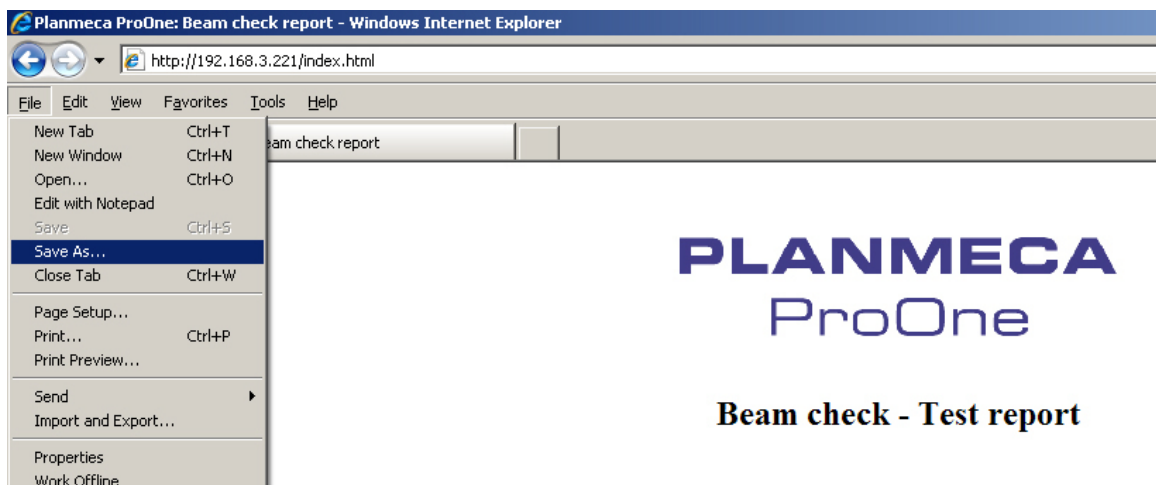 Planmeca ProOne: Beam check report - Windows Internet Explorer
http://192.168.3.221/index.html
File Edit View Favorites Tools Help
New Tab Ctrl+T
eam check report
New Window Ctrl+N
Open... Ctrl+O
Edit with Notepad
Save Ctrl+S
Save As...
Close Tab Ctrl+W
Page Setup...
Print... Ctrl+P
Print Preview...
Send
Import and Export...
Properties
Work Offline
PLANMECA
ProOne
Beam check - Test report